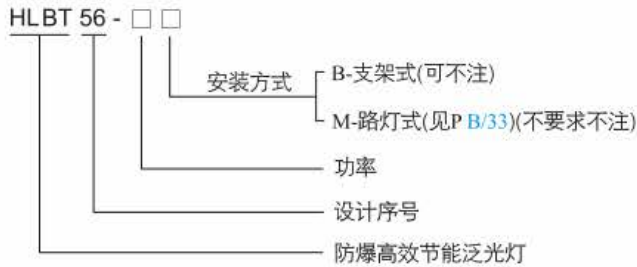 HLBT 56 - □ □
安装方式
B-支架式(可不注)
M-路灯式(见P B/33)(不要求不注)
功率
设计序号
防爆高效节能泛光灯